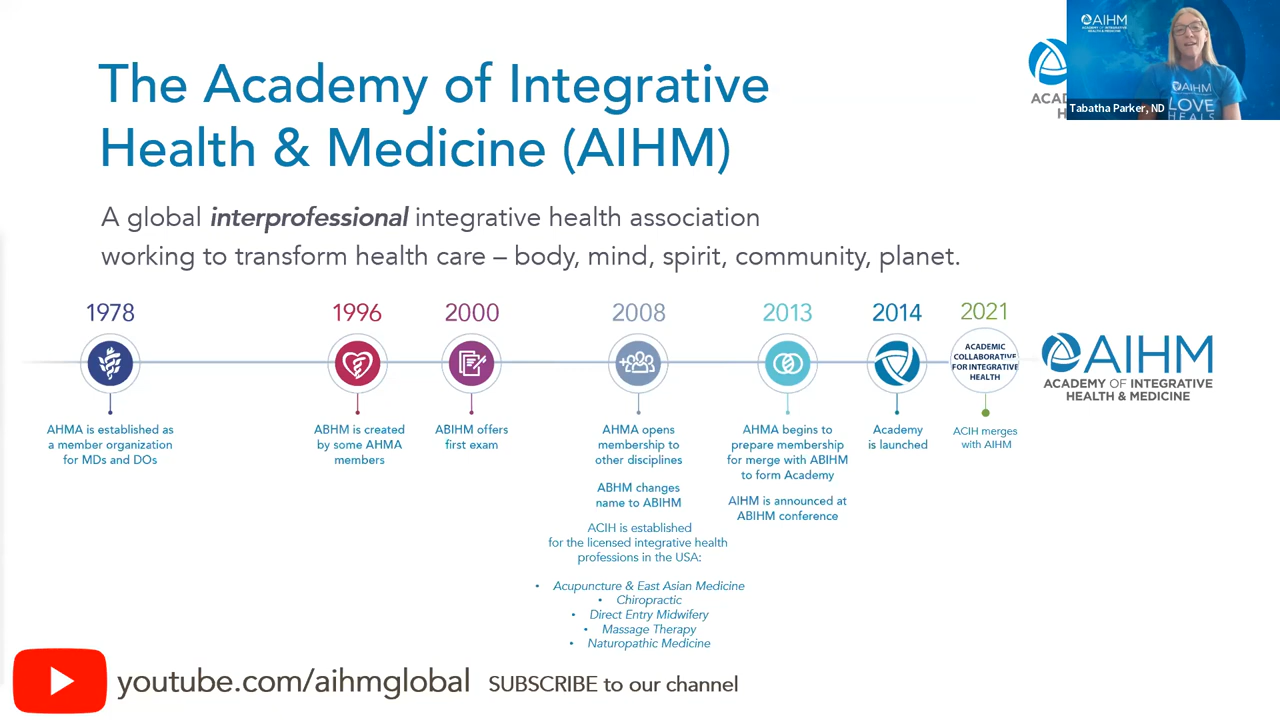 The Academy of Integrative
Health & Medicine (AIHM)
A global interprofessional integrative health association
working to transform health care – body, mind, spirit, community, planet.
AIHM
ACADEMY OF INTEGRATIVE
HEALTH & MEDICINE
AIHM
LOVE
HEALS
Tabatha Parker, ND
1978
AHMA is established as
a member organization
for MDs and DOs
1996
ABHM is created
by some AHMA
members
2000
ABIHM offers
first exam
2008
AHMA opens
membership to
other disciplines
ABHM changes
name to ABIHM
ACIH is established
for the licensed integrative health
professions in the USA:
• Acupuncture & East Asian Medicine
• Chiropractic
• Direct Entry Midwifery
• Massage Therapy
• Naturopathic Medicine
2013
AHMA begins to
prepare membership
for merge with ABIHM
to form Academy
AIHM is announced at
ABIHM conference
2014
Academy
is launched
2021
ACADEMIC
COLLABORATIVE
FOR INTEGRATIVE
HEALTH
ACIH merges
with AIHM
AIHM
ACADEMY OF INTEGRATIVE
HEALTH & MEDICINE
youtube.com/aihmglobal SUBSCRIBE to our channel